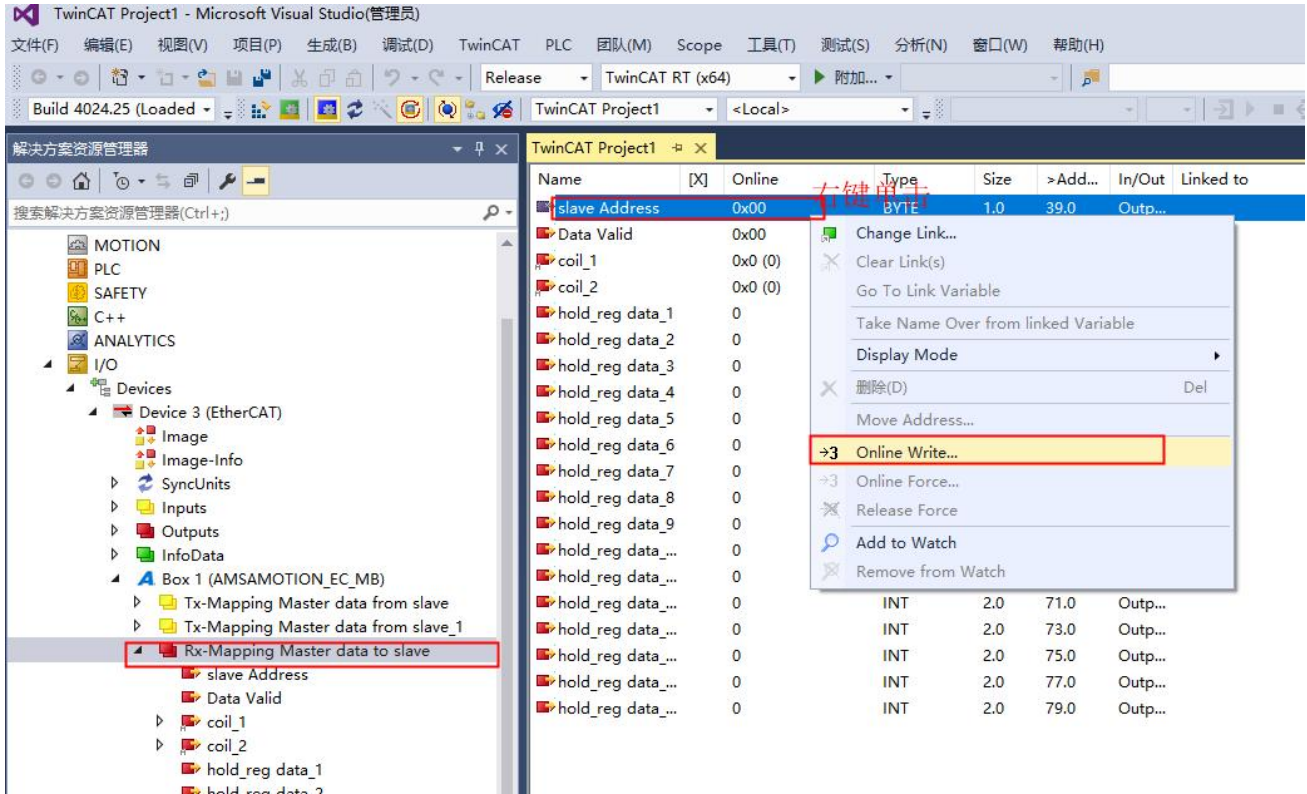 TwinCAT Project1 - Microsoft Visual Studio(管理员)
文件(F) 编辑(E) 视图(V) 项目(P) 生成(B) 调试(D) TwinCAT PLC 团队(M) Scope 工具(T) 测试(S) 分析(N) 窗口(W) 帮助(H)
Release TwinCAT RT (x64) 附加...
Build 4024.25 (Loaded TwinCAT Project1 <Local>
解决方案资源管理器
搜索解决方案资源管理器(Ctrl+;)
MOTION
PLC
SAFETY
C++
ANALYTICS
I/O
Devices
Device 3 (EtherCAT)
Image
Image-Info
SyncUnits
Inputs
Outputs
InfoData
Box 1 (AMSAMOTION_EC_MB)
Tx-Mapping Master data from slave
Tx-Mapping Master data from slave_1
Rx-Mapping Master data to slave
slave Address
Data Valid
coil_1
coil_2
hold_reg data_1
hold_reg data_2
TwinCAT Project1
Name [X] Online Type Size >Add... In/Out Linked to
右键单击
slave Address 0x00 BYTE 1.0 39.0 Outp...
Data Valid 0x00
coil_1 0x0 (0)
coil_2 0x0 (0)
hold_reg data_1 0
hold_reg data_2 0
hold_reg data_3 0
hold_reg data_4 0
hold_reg data_5 0
hold_reg data_6 0
hold_reg data_7 0
hold_reg data_8 0
hold_reg data_9 0
hold_reg data_... 0
hold_reg data_... 0
hold_reg data_... 0 INT 2.0 71.0 Outp...
hold_reg data_... 0 INT 2.0 73.0 Outp...
hold_reg data_... 0 INT 2.0 75.0 Outp...
hold_reg data_... 0 INT 2.0 77.0 Outp...
hold_reg data_... 0 INT 2.0 79.0 Outp...
Change Link...
Clear Link(s)
Go To Link Variable
Take Name Over from linked Variable
Display Mode
删除(D) Del
Move Address...
→3 Online Write...
→3 Online Force...
Release Force
Add to Watch
Remove from Watch